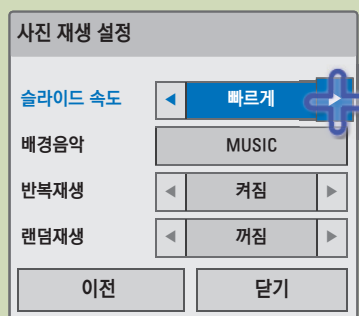 사진 재생 설정
슬라이드 속도 ◀ 빠르게 ▶
배경음악 MUSIC
반복재생 ◀ 켜짐 ▶
랜덤재생 ◀ 꺼짐 ▶
이전 닫기